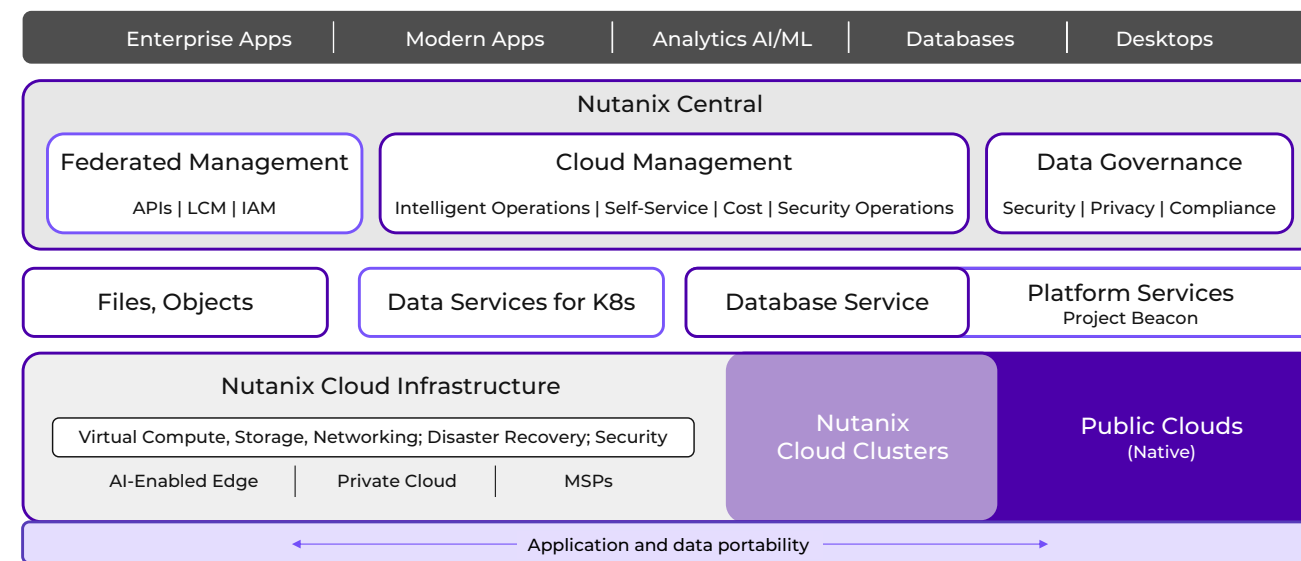 Enterprise Apps | Modern Apps | Analytics AI/ML | Databases | Desktops
Nutanix Central
Federated Management
APIs | LCM | IAM
Cloud Management
Intelligent Operations | Self-Service | Cost | Security Operations
Data Governance
Security | Privacy | Compliance
Files, Objects
Data Services for K8s
Database Service
Platform Services
Project Beacon
Nutanix Cloud Infrastructure
Virtual Compute, Storage, Networking; Disaster Recovery; Security
AI-Enabled Edge | Private Cloud | MSPs
Nutanix
Cloud Clusters
Public Clouds
(Native)
Application and data portability